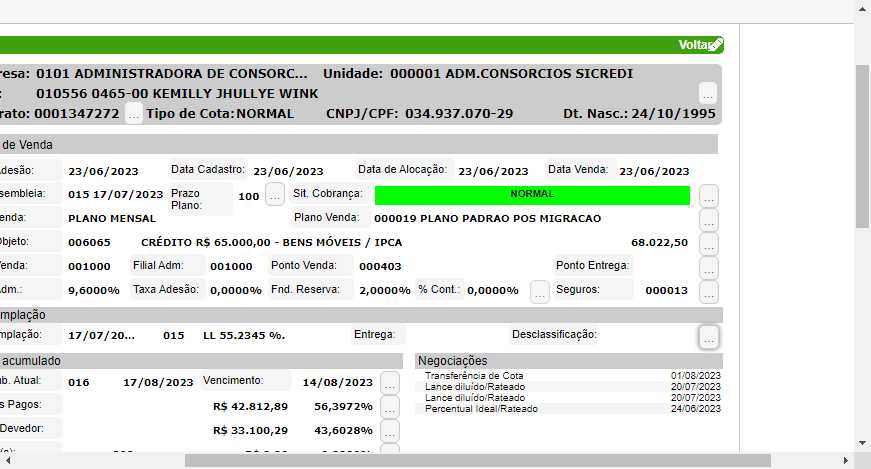 Voltar
resa: 0101 ADMINISTRADORA DE CONSORC... Unidade: 000001 ADM.CONSORCIOS SICREDI
: 010556 0465-00 KEMILLY JHULLYE WINK ...
rato: 0001347272 ... Tipo de Cota: NORMAL CNPJ/CPF: 034.937.070-29 Dt. Nasc.: 24/10/1995
de Venda
Adesão: 23/06/2023 Data Cadastro: 23/06/2023 Data de Alocação: 23/06/2023 Data Venda: 23/06/2023
sembleia: 015 17/07/2023 Prazo Plano: 100 ... Sit. Cobrança: NORMAL ...
enda: PLANO MENSAL Plano Venda: 000019 PLANO PADRAO POS MIGRACAO ...
Objeto: 006065 CRÉDITO R$ 65.000,00 - BENS MÓVEIS / IPCA 68.022,50 ...
enda: 001000 Filial Adm: 001000 Ponto Venda: 000403 Ponto Entrega: ...
Adm.: 9,6000% Taxa Adesão: 0,0000% Fnd. Reserva: 2,0000% % Cont.: 0,0000% ... Seguros: 000013 ...
mplação
mplação: 17/07/20... 015 LL 55.2345 %. Entrega: Desclassificação: ...
acumulado
b. Atual: 016 17/08/2023 Vencimento: 14/08/2023 ...
s Pagos: R$ 42.812,89 56,3972% ...
Devedor: R$ 33.100,29 43,6028% ...
Negociações
Transferência de Cota 01/08/2023
Lance diluído/Rateado 20/07/2023
Lance diluído/Rateado 20/07/2023
Percentual Ideal/Rateado 24/06/2023